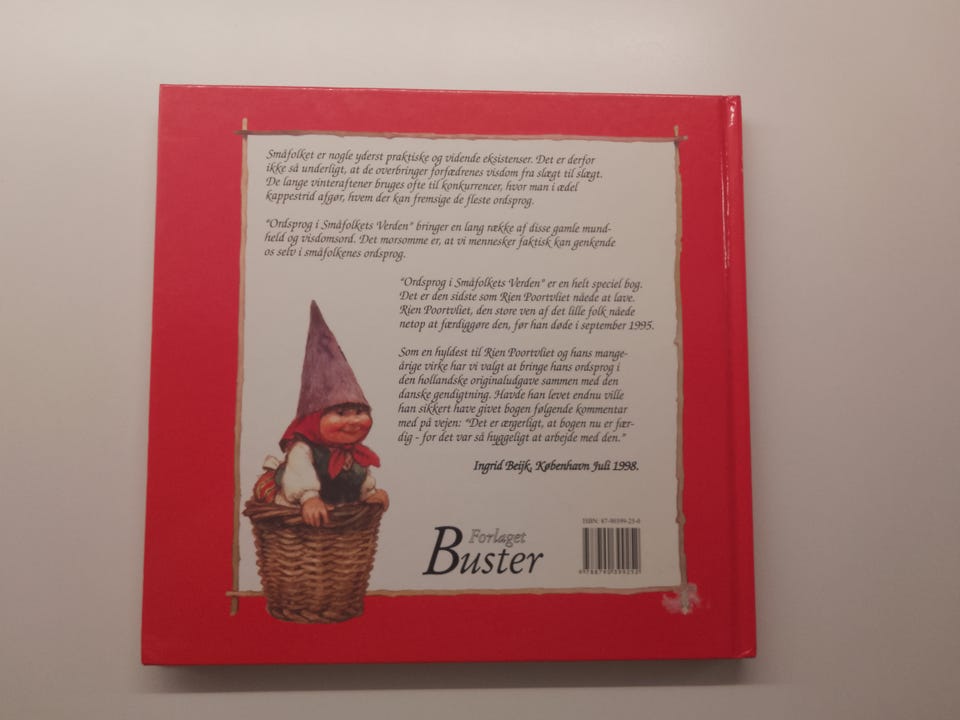 Småfolket er nogle yderst praktiske og vidende eksistenser. Det er derfor
ikke så underligt, at de overbringer forfædrenes visdom fra slægt til slægt.
De lange vinteraftener bruges ofte til konkurrencer, hvor man i ædel
kappestrid afgør, hvem der kan fremsige de fleste ordsprog.
"Ordsprog i Småfolkets Verden" bringer en lang række af disse gamle mund-
held og visdomsord. Det morsomme er, at vi mennesker faktisk kan genkende
os selv i småfolkenes ordsprog.
"Ordsprog i Småfolkets Verden" er en helt speciel bog.
Det er den sidste som Rien Poortvliet nåede at lave.
Rien Poortvliet, den store ven af det lille folk nåede
netop at færdiggøre den, før han døde i september 1995.
Som en hyldest til Rien Poortvliet og hans mange-
årige virke har vi valgt at bringe hans ordsprog i
den hollandske originaludgave sammen med den
danske gendigtning. Havde han levet endnu ville
han sikkert have givet bogen følgende kommentar
med på vejen: "Det er ærgerligt, at bogen nu er fær-
dig - for det var så hyggeligt at arbejde med den."
Ingrid Beijk, København Juli 1998.
Forlaget
Buster
ISBN: 87-90399-25-0
9788790399252